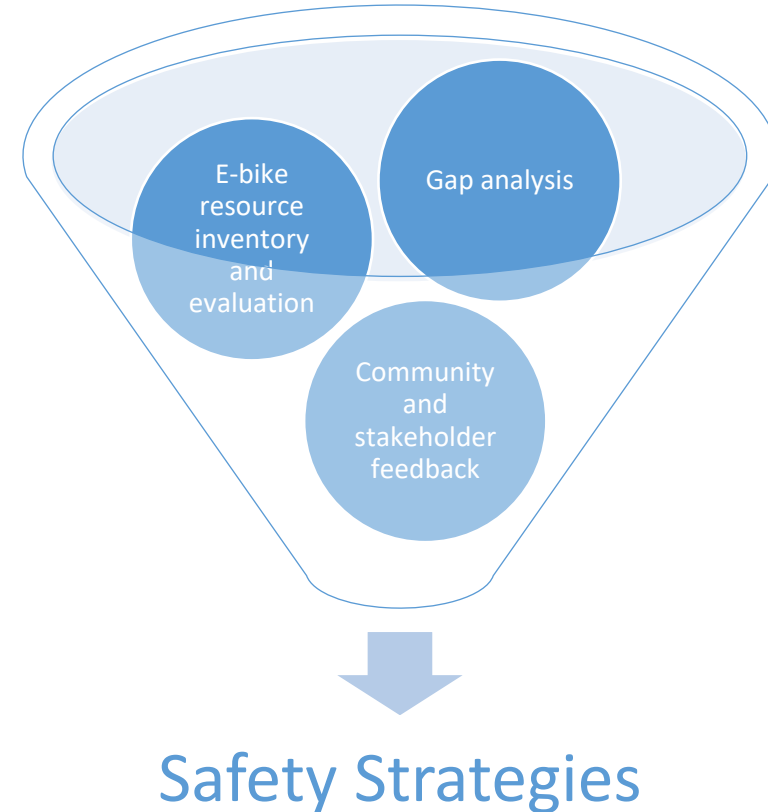 E-bike
resource
inventory
and
evaluation
Gap analysis
Community
and
stakeholder
feedback
Safety Strategies